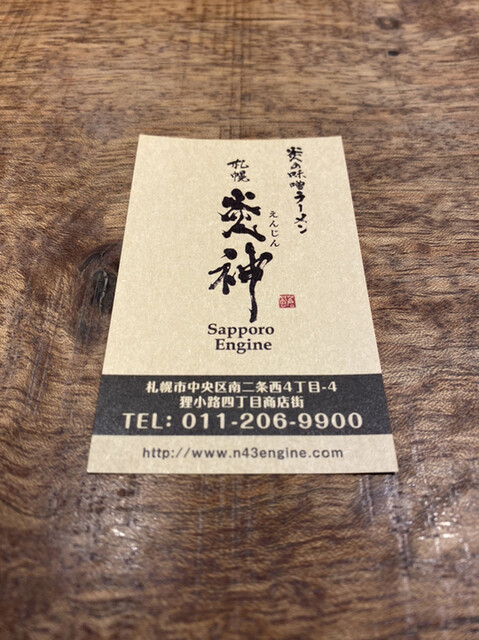 炎の味噌ラーメン
札幌
炎神
えんじん
Sapporo
Engine
札幌市中央区南二条西4丁目-4
狸小路四丁目商店街
TEL: 011-206-9900
http://www.n43engine.com